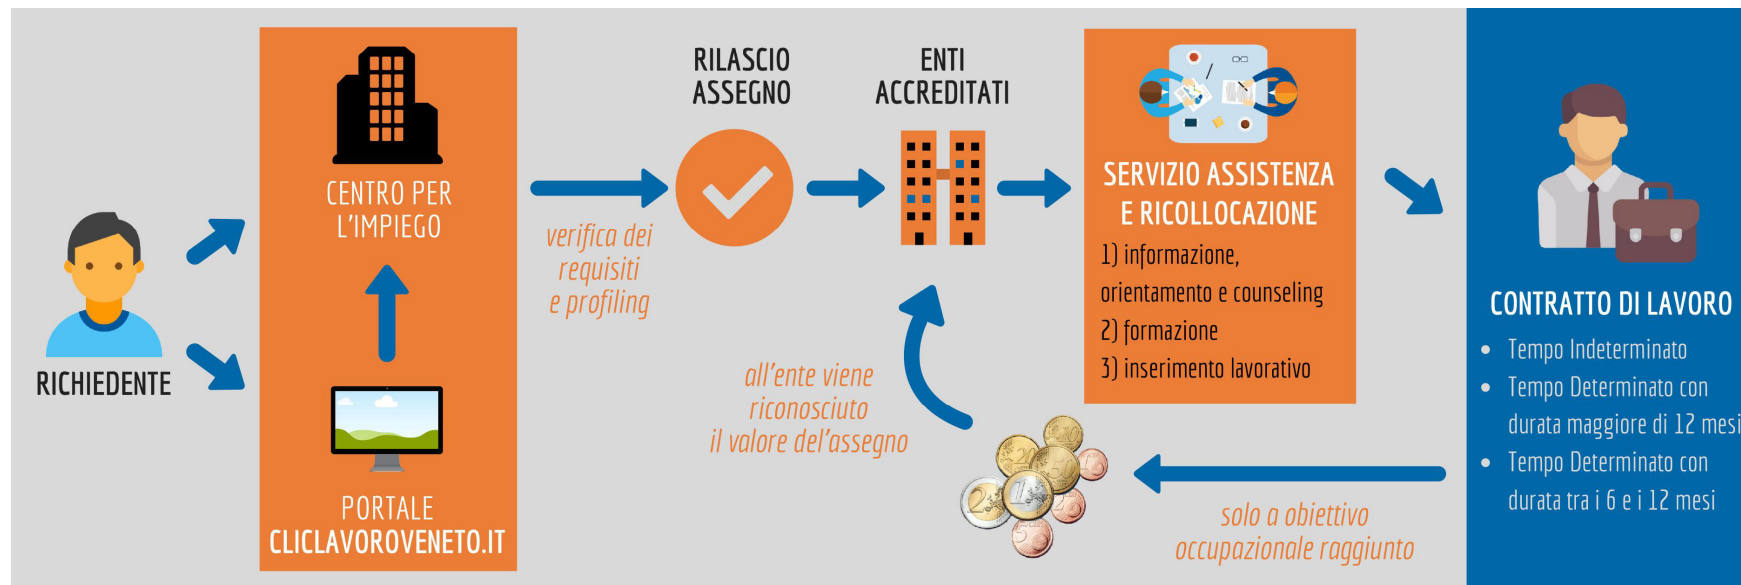 RICHIEDENTE
CENTRO PER
L'IMPIEGO
PORTALE
CLICLAVOROVENETO.IT
verifica dei
requisiti
e profiling
RILASCIO
ASSEGNO
ENTI
ACCREDITATI
all'ente viene
riconosciuto
il valore del'assegno
SERVIZIO ASSISTENZA
E RICOLLOCAZIONE
1) informazione,
orientamento e counseling
2) formazione
3) inserimento lavorativo
CONTRATTO DI LAVORO
• Tempo Indeterminato
• Tempo Determinato con
durata maggiore di 12 mesi
• Tempo Determinato con
durata tra i 6 e i 12 mesi
solo a obiettivo
occupazionale raggiunto